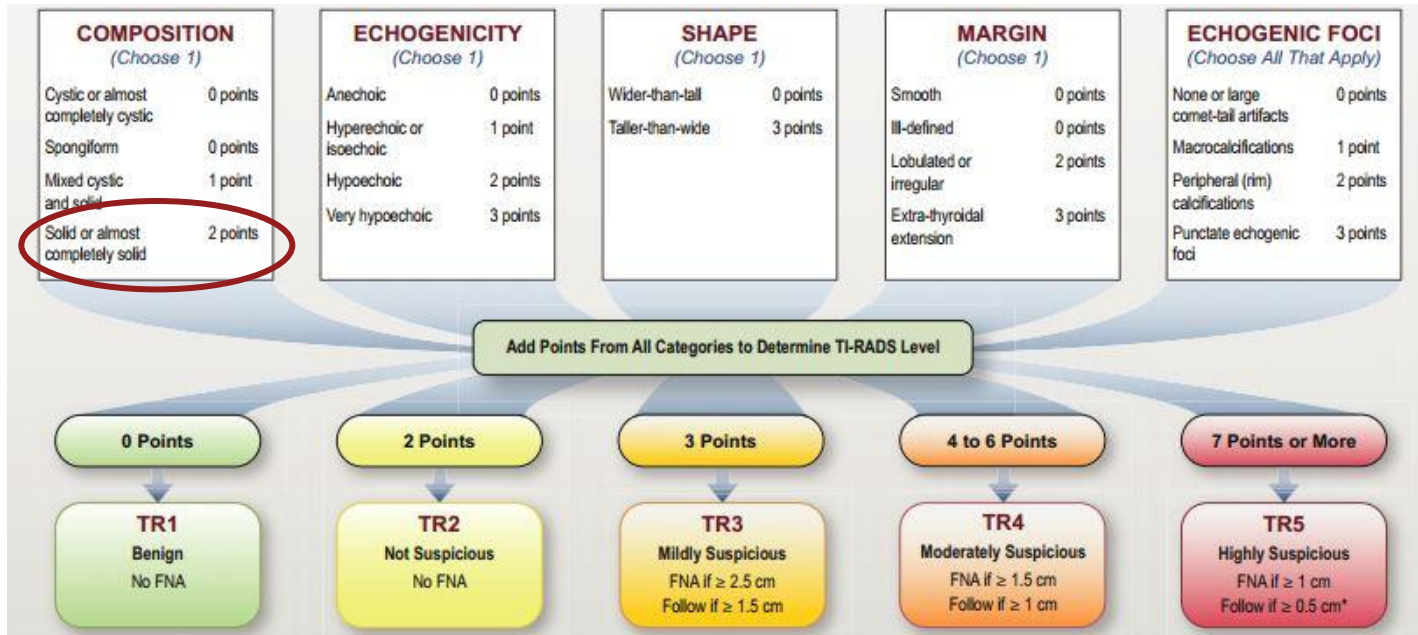 COMPOSITION
(Choose 1)
Cystic or almost 0 points
completely cystic
Spongiform 0 points
Mixed cystic 1 point
and solid
Solid or almost 2 points
completely solid
ECHOGENICITY
(Choose 1)
Anechoic 0 points
Hyperechoic or 1 point
isoechoic
Hypoechoic 2 points
Very hypoechoic 3 points
SHAPE
(Choose 1)
Wider-than-tall 0 points
Taller-than-wide 3 points
MARGIN
(Choose 1)
Smooth 0 points
Ill-defined 0 points
Lobulated or 2 points
irregular
Extra-thyroidal 3 points
extension
ECHOGENIC FOCI
(Choose All That Apply)
None or large 0 points
comet-tail artifacts
Macrocalcifications 1 point
Peripheral (rim) 2 points
calcifications
Punctate echogenic 3 points
foci
Add Points From All Categories to Determine TI-RADS Level
0 Points
TR1
Benign
No FNA
2 Points
TR2
Not Suspicious
No FNA
3 Points
TR3
Mildly Suspicious
FNA if ≥ 2.5 cm
Follow if ≥ 1.5 cm
4 to 6 Points
TR4
Moderately Suspicious
FNA if ≥ 1.5 cm
Follow if ≥ 1 cm
7 Points or More
TR5
Highly Suspicious
FNA if ≥ 1 cm
Follow if ≥ 0.5 cm*